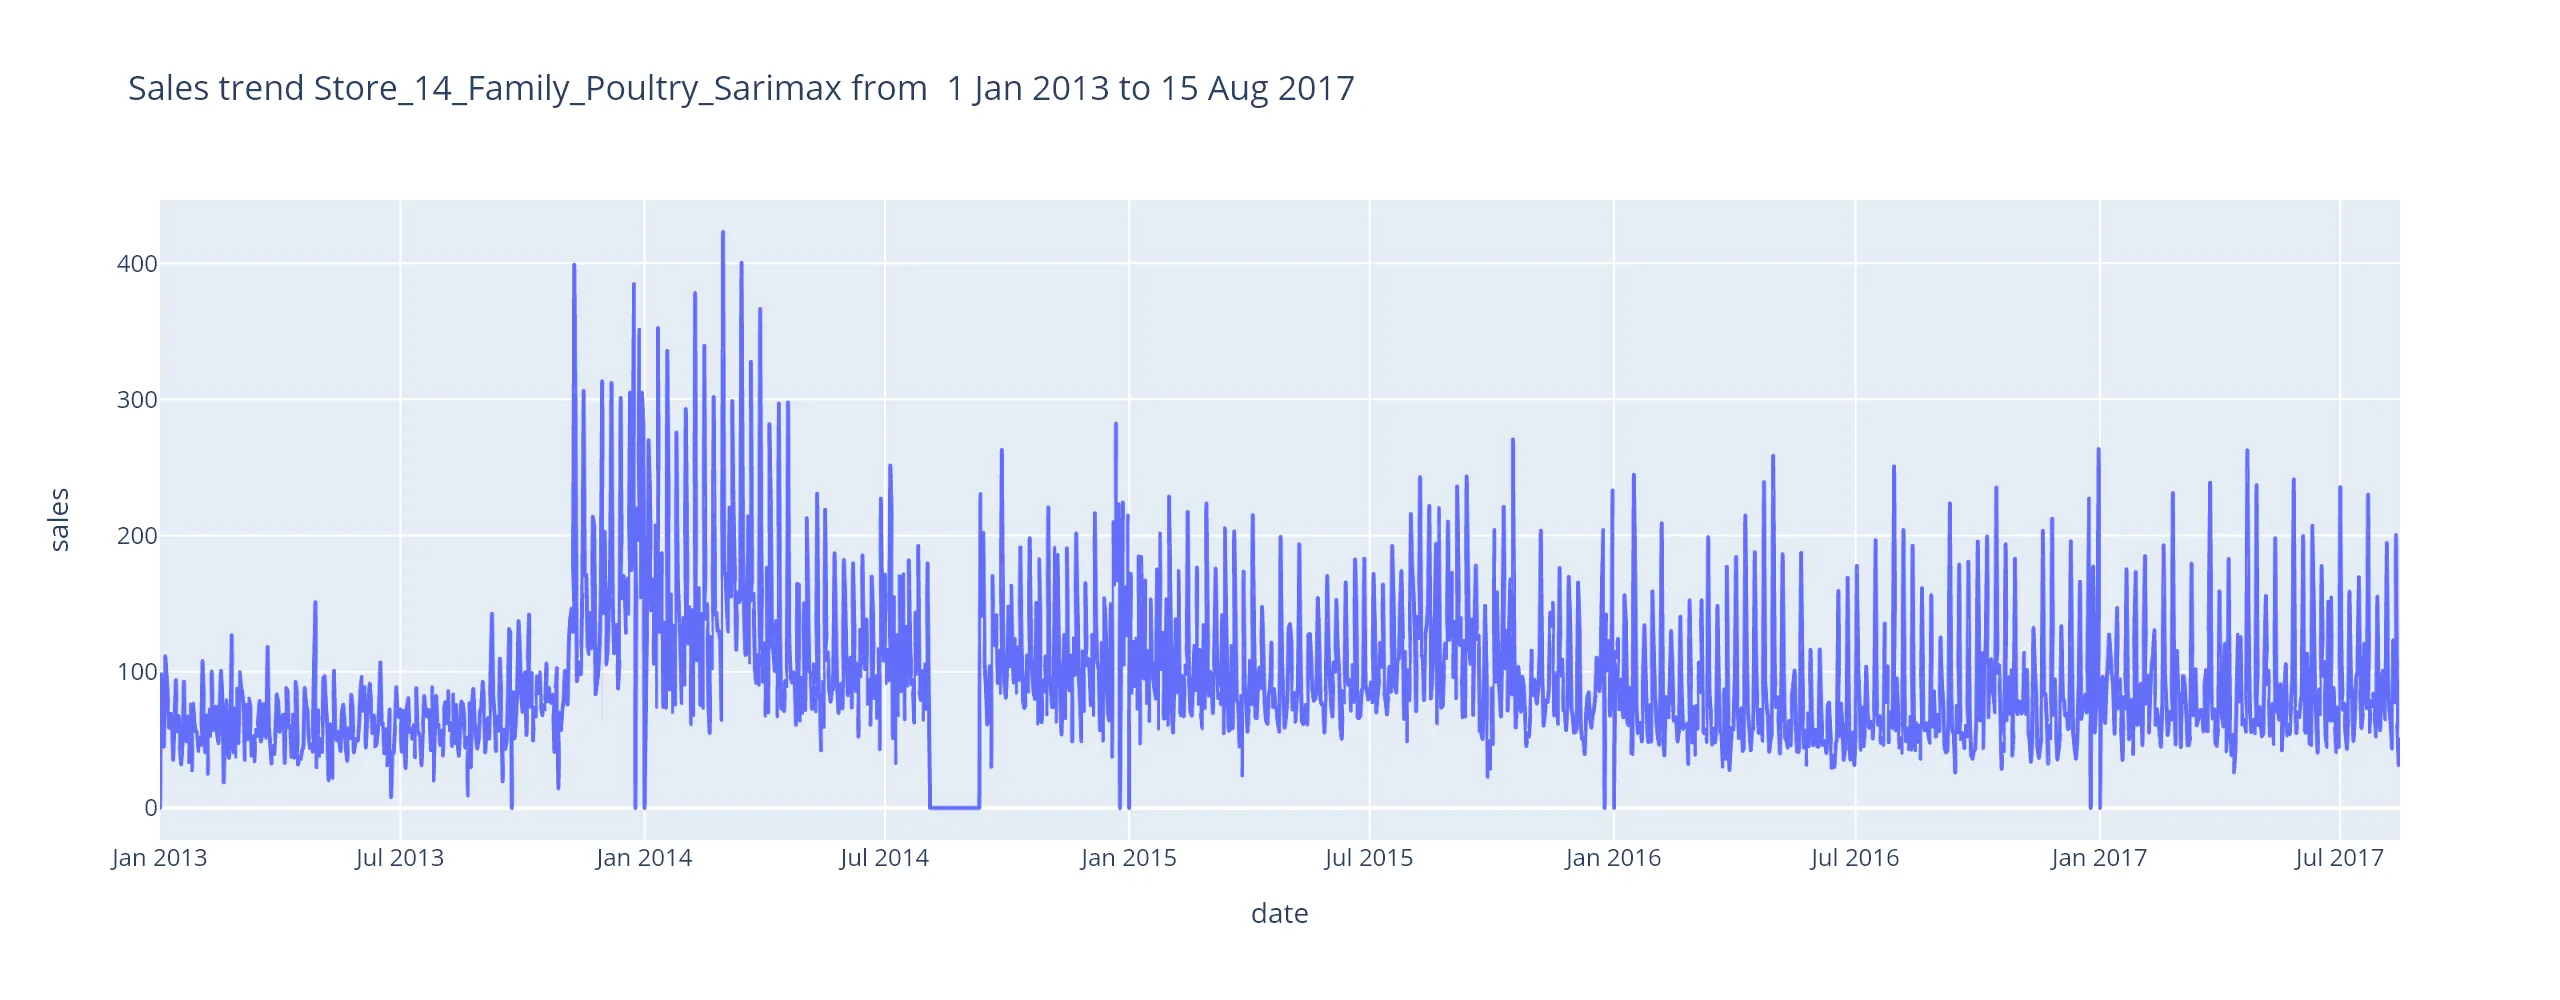 Sales trend Store_14_Family_Poultry_Sarimax from  1 Jan 2013 to 15 Aug 2017
400
300
200
100
0
sales
Jan 2013 Jul 2013 Jan 2014 Jul 2014 Jan 2015 Jul 2015 Jan 2016 Jul 2016 Jan 2017 Jul 2017
date